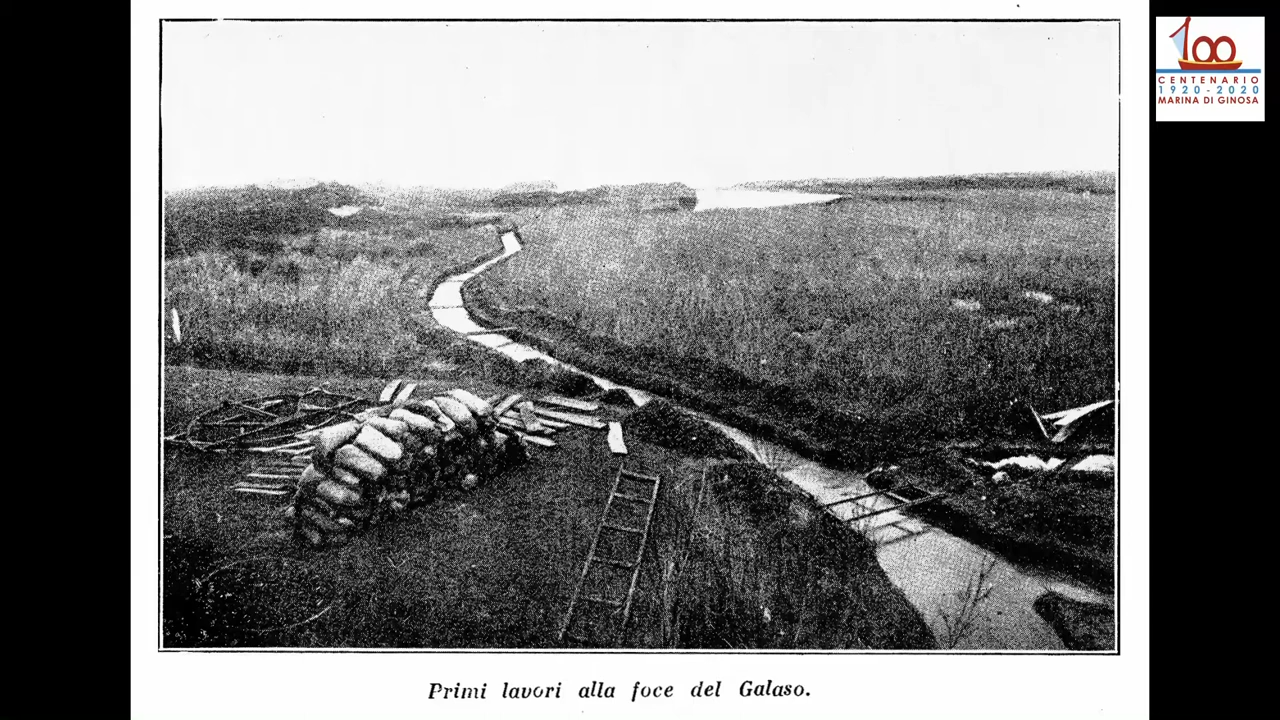 100
CENTENARIO
1920-2020
MARINA DI GINOSA
Primi lavori alla foce del Galaso.